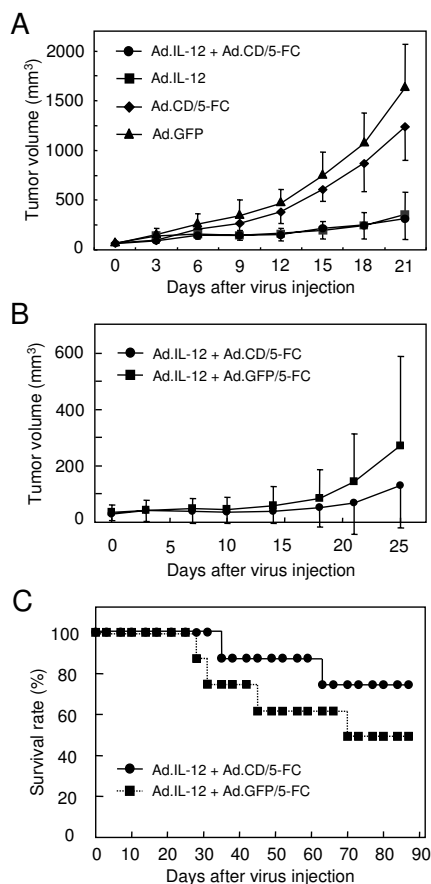 A
Ad.IL-12 + Ad.CD/5-FC
Ad.IL-12
Ad.CD/5-FC
Ad.GFP
Tumor volume (mm³)
2000
1500
1000
500
0
0 3 6 9 12 15 18 21
Days after virus injection
B
Ad.IL-12 + Ad.CD/5-FC
Ad.IL-12 + Ad.GFP/5-FC
Tumor volume (mm³)
600
400
200
0
0 5 10 15 20 25
Days after virus injection
C
Survival rate (%)
100
80
60
40
20
0
Ad.IL-12 + Ad.CD/5-FC
Ad.IL-12 + Ad.GFP/5-FC
0 10 20 30 40 50 60 70 80 90
Days after virus injection